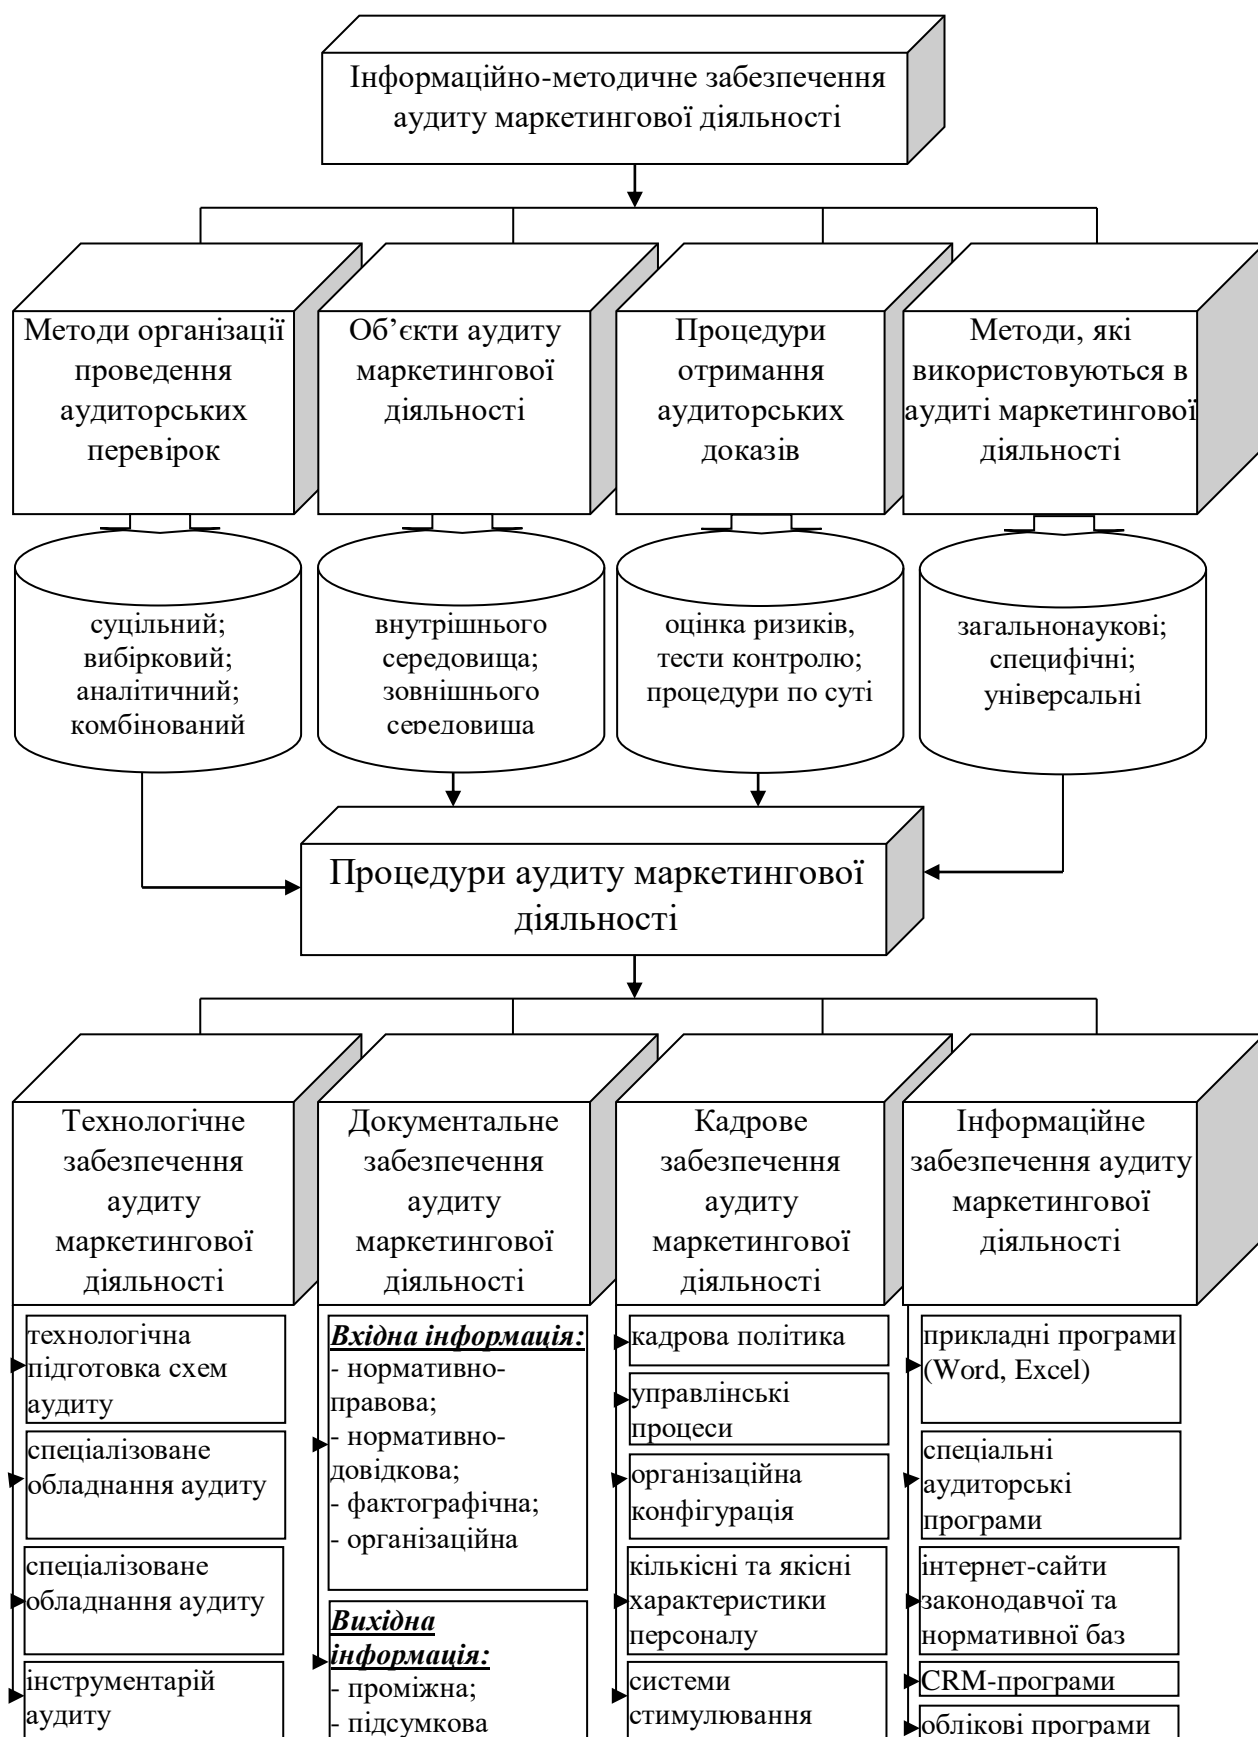 Інформаційно-методичне забезпечення
аудиту маркетингової діяльності
Методи організації
проведення
аудиторських
перевірок
Об’єкти аудиту
маркетингової
діяльності
Процедури
отримання
аудиторських
доказів
Методи, які
використовуються в
аудиті маркетингової
діяльності
суцільний;
вибірковий;
аналітичний;
комбінований
внутрішнього
середовища;
зовнішнього
середовища
оцінка ризиків,
тести контролю;
процедури по суті
загальнонаукові;
специфічні;
універсальні
Процедури аудиту маркетингової
діяльності
Технологічне
забезпечення
аудиту
маркетингової
діяльності
Документальне
забезпечення
аудиту
маркетингової
діяльності
Кадрове
забезпечення
аудиту
маркетингової
діяльності
Інформаційне
забезпечення аудиту
маркетингової
діяльності
технологічна
підготовка схем
аудиту
спеціалізоване
обладнання аудиту
спеціалізоване
обладнання аудиту
інструментарій
аудиту
Вхідна інформація:
- нормативно-
правова;
- нормативно-
довідкова;
- фактографічна;
- організаційна
Вихідна
інформація:
- проміжна;
- підсумкова
кадрова політика
управлінські
процеси
організаційна
конфігурація
кількісні та якісні
характеристики
персоналу
системи
стимулювання
прикладні програми
(Word, Excel)
спеціальні
аудиторські
програми
інтернет-сайти
законодавчої та
нормативної баз
CRM-програми
облікові програми